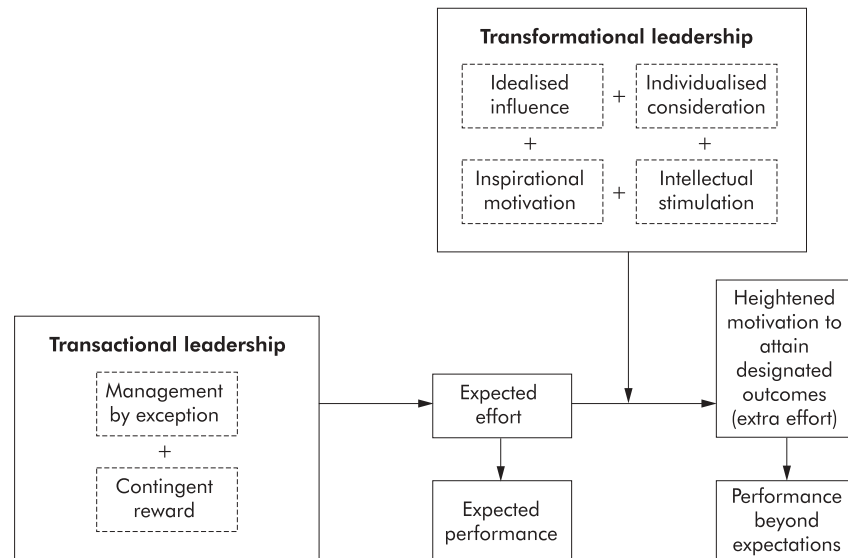 Transformational leadership
Idealised
influence
+
Individualised
consideration
+
+
Inspirational
motivation
+
Intellectual
stimulation
Transactional leadership
Management
by exception
+
Contingent
reward
Expected
effort
Expected
performance
Heightened
motivation to
attain
designated
outcomes
(extra effort)
Performance
beyond
expectations